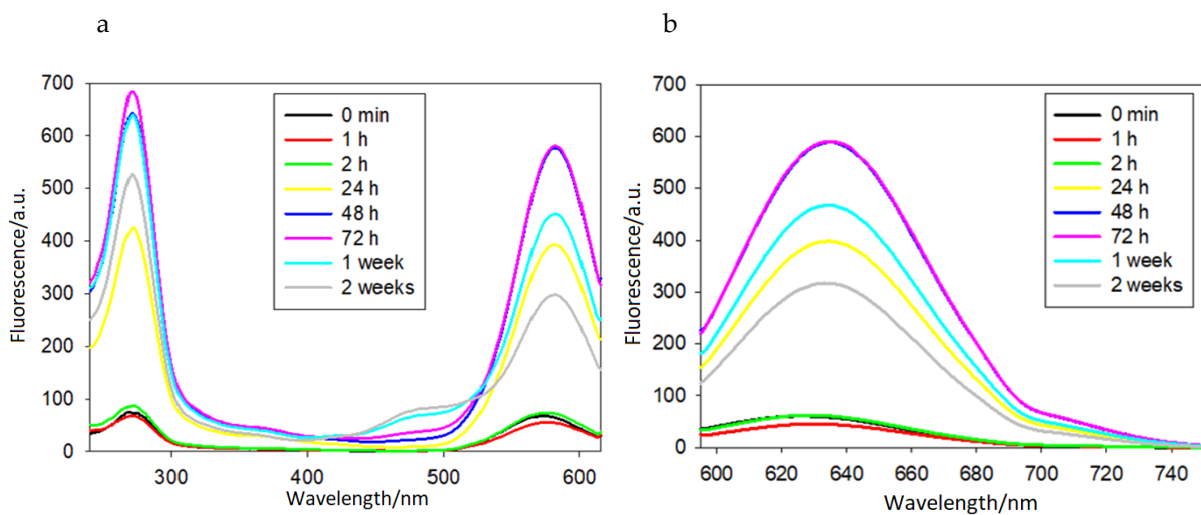 a
b
700
600
500
400
300
200
100
0
Fluorescence/a.u.
300
400
500
600
Wavelength/nm
0 min
1 h
2 h
24 h
48 h
72 h
1 week
2 weeks
700
600
500
400
300
200
100
0
Fluorescence/a.u.
600
620
640
660
680
700
720
740
Wavelength/nm
0 min
1 h
2 h
24 h
48 h
72 h
1 week
2 weeks